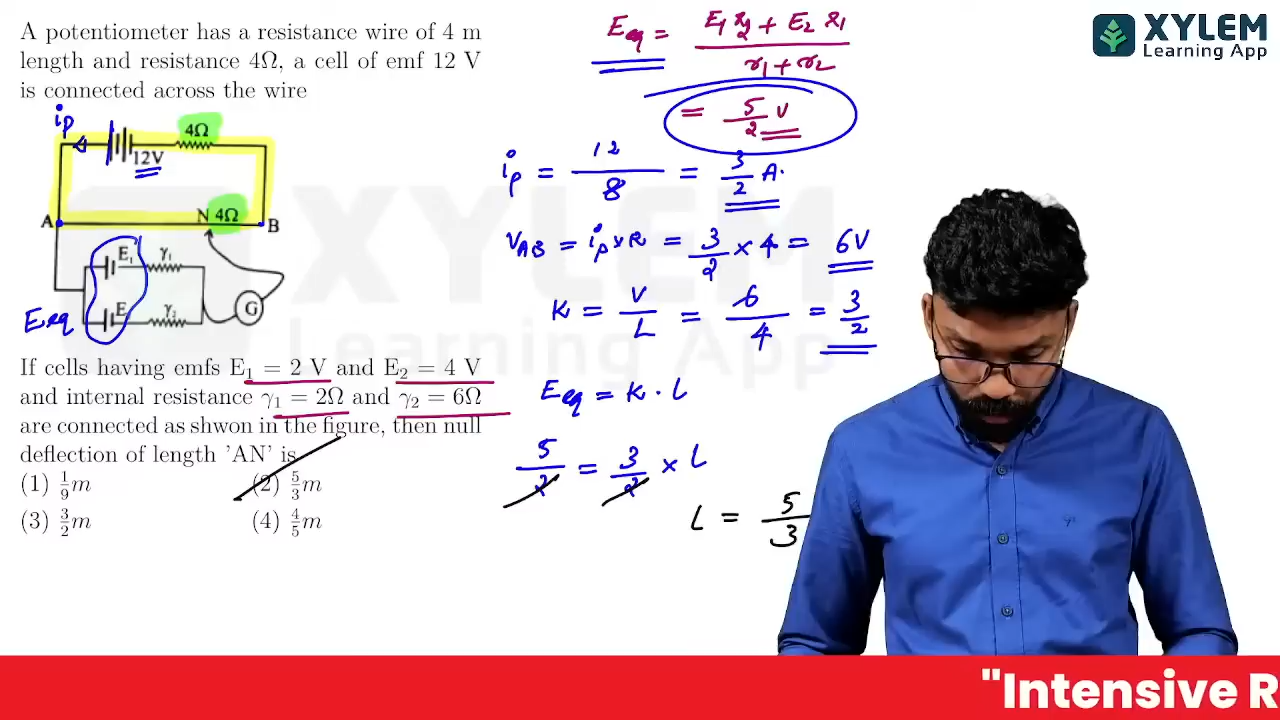 A potentiometer has a resistance wire of 4 m
length and resistance 4Ω, a cell of emf 12 V
is connected across the wire
iₚ
4Ω
12V
A
N 4Ω
B
E₁ γ₁
Eeq
E γ₂
G
If cells having emfs E₁ = 2 V and E₂ = 4 V
and internal resistance γ₁ = 2Ω and γ₂ = 6Ω
are connected as shwon in the figure, then null
deflection of length 'AN' is
(1) 1/9 m
(2) 5/3 m
(3) 3/2 m
(4) 4/5 m
Eeq = E₁ r₂ + E₂ r₁ / r₁ + r₂
= 5/2 V
iₚ = 12/8 = 3/2 A.
V_AB = iₚ × R = 3/2 × 4 = 6V
K = V/L = 6/4 = 3/2
Eeq = K . L
5/2 = 3/2 × L
L = 5/3
XYLEM
Learning App
XYLEM
Learning App
"Intensive R